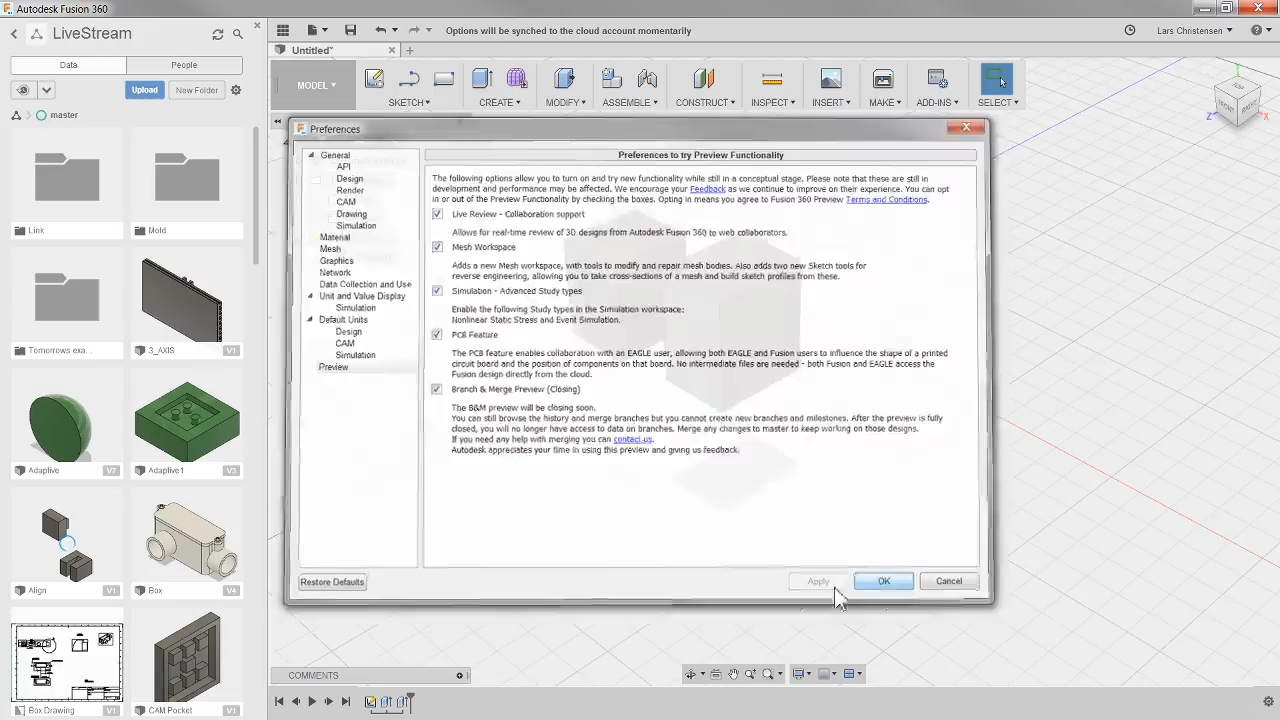 Autodesk Fusion 360
LiveStream
Options will be synched to the cloud account momentarily
Lars Christensen
Untitled*
Data
People
Upload
New Folder
master
MODEL
SKETCH
CREATE
MODIFY
ASSEMBLE
CONSTRUCT
INSPECT
INSERT
MAKE
ADD-INS
SELECT
TOP
FRONT
RIGHT
Z
X
Link
Mold
Tomorrows exa...
3_AXIS
V1
Adaptive
V7
Adaptive1
V3
Align
V1
Box
V4
Box Drawing
V1
CAM Pocket
V1
Preferences
General
API
Design
Render
CAM
Drawing
Simulation
Material
Mesh
Graphics
Network
Data Collection and Use
Unit and Value Display
Simulation
Default Units
Design
CAM
Simulation
Preview
Preferences to try Preview Functionality
The following options allow you to turn on and try new functionality while still in a conceptual stage. Please note that these are still in
development and performance may be affected. We encourage your Feedback as we continue to improve on their experience. You can opt
in or out of the Preview Functionality by checking the boxes. Opting in means you agree to Fusion 360 Preview Terms and Conditions.
Live Review - Collaboration support
Allows for real-time review of 3D designs from Autodesk Fusion 360 to web collaborators.
Mesh Workspace
Adds a new Mesh workspace, with tools to modify and repair mesh bodies. Also adds two new Sketch tools for
reverse engineering, allowing you to take cross-sections of a mesh and build sketch profiles from these.
Simulation - Advanced Study types
Enable the following Study types in the Simulation workspace:
Nonlinear Static Stress and Event Simulation.
PCB Feature
The PCB feature enables collaboration with an EAGLE user, allowing both EAGLE and Fusion users to influence the shape of a printed
circuit board and the position of components on that board. No intermediate files are needed - both Fusion and EAGLE access the
Fusion design directly from the cloud.
Branch & Merge Preview (Closing)
The B&M preview will be closing soon.
You can still browse the history and merge branches but you cannot create new branches and milestones. After the preview is fully
closed, you will no longer have access to data on branches. Merge any changes to master to keep working on those designs.
If you need any help with merging you can contact us.
Autodesk appreciates your time in using this preview and giving us feedback.
Restore Defaults
Apply
OK
Cancel
COMMENTS